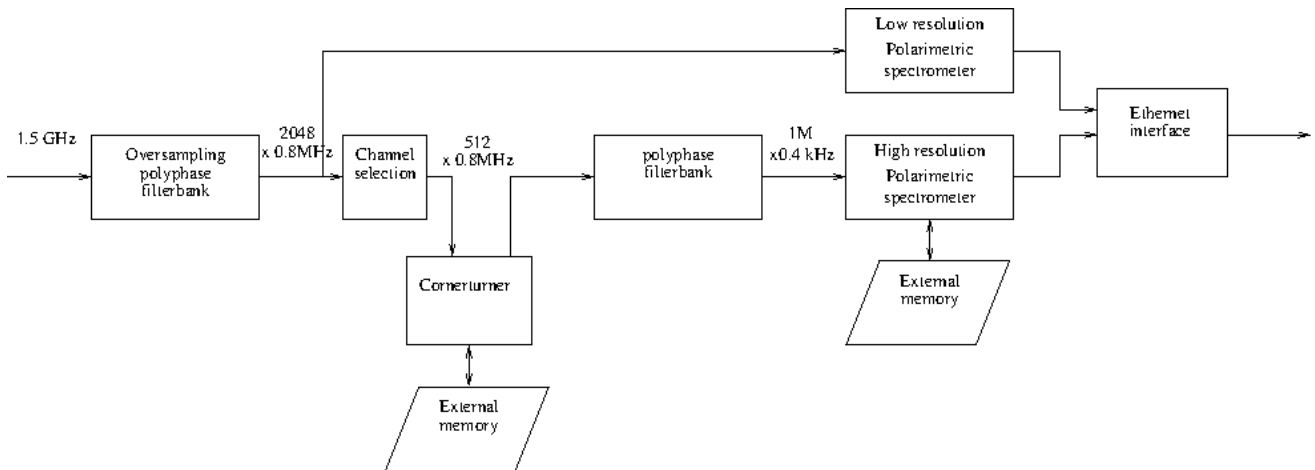 Low resolution
Polarimetric
spectrometer
1.5 GHz
Oversampling
polyphase
filterbank
2048
x 0.8MHz
Channel
selection
512
x 0.8MHz
polyphase
filterbank
1M
x0.4 kHz
High resolution
Polarimetric
spectrometer
Ethernet
interface
Cornerturner
External
memory
External
memory